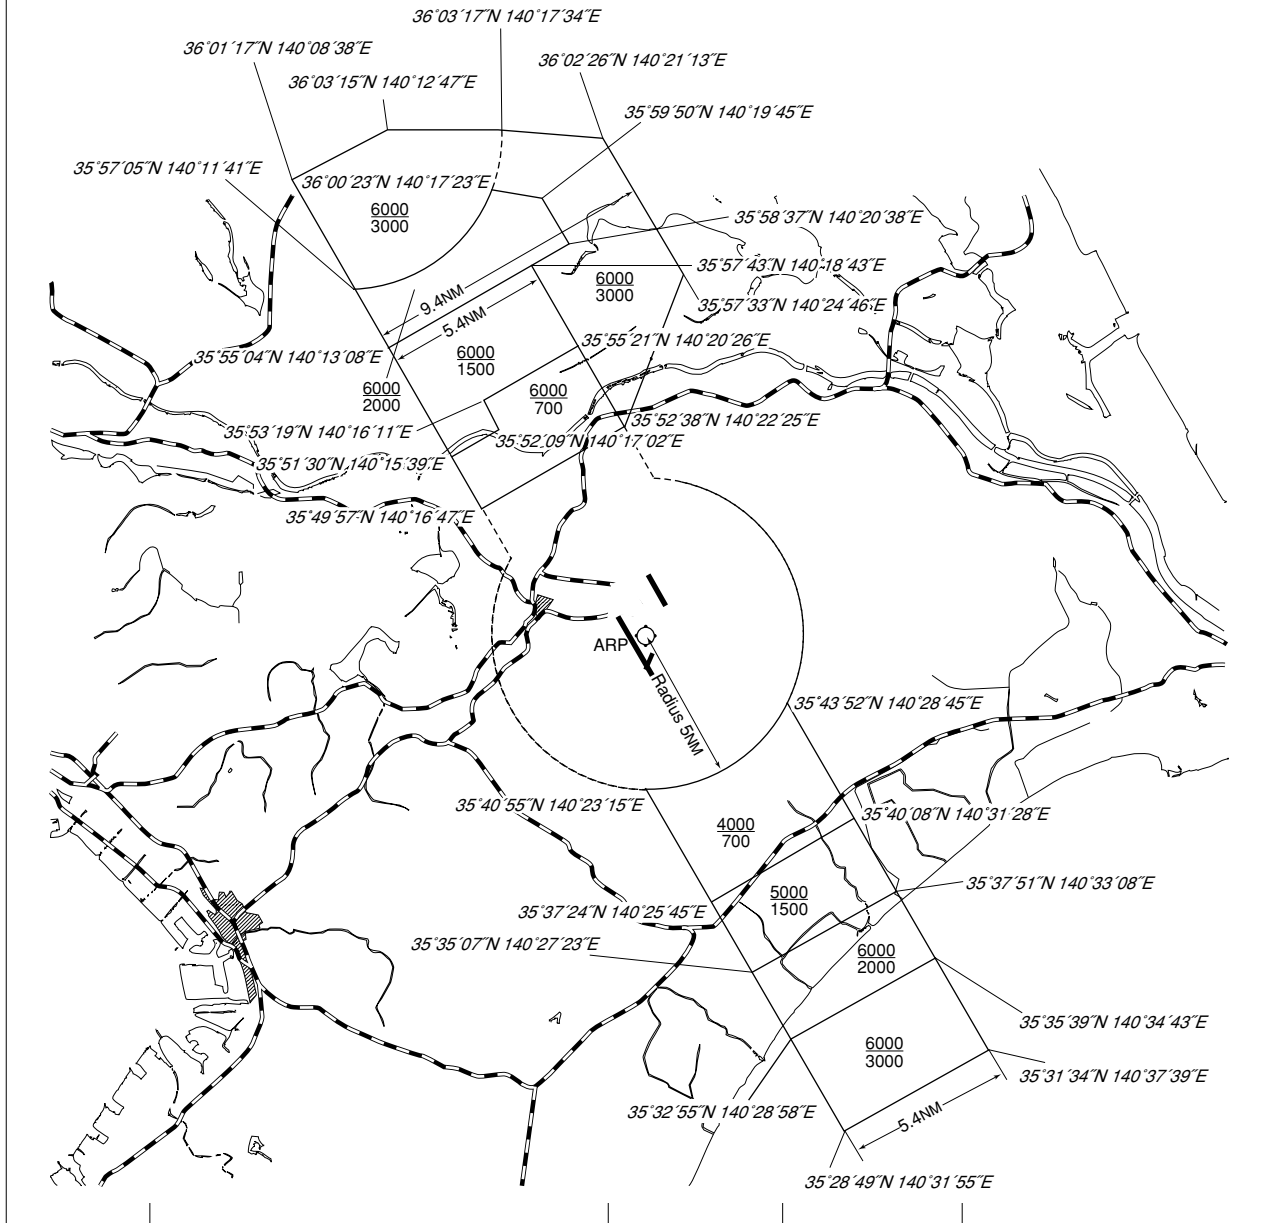 36°03′17″N 140°17′34″E
36°01′17″N 140°08′38″E
36°02′26″N 140°21′13″E
36°03′15″N 140°12′47″E
35°59′50″N 140°19′45″E
35°57′05″N 140°11′41″E
36°00′23″N 140°17′23″E
6000
3000
35°58′37″N 140°20′38″E
35°57′43″N 140°18′43″E
6000
3000
9.4NM
35°57′33″N 140°24′46″E
5.4NM
35°55′21″N 140°20′26″E
35°55′04″N 140°13′08″E
6000
1500
6000
2000
6000
700
35°52′38″N 140°22′25″E
35°53′19″N 140°16′11″E
35°52′09″N 140°17′02″E
35°51′30″N 140°15′39″E
35°49′57″N 140°16′47″E
ARP
Radius 5NM
35°43′52″N 140°28′45″E
35°40′55″N 140°23′15″E
35°40′08″N 140°31′28″E
4000
700
35°37′51″N 140°33′08″E
5000
1500
35°37′24″N 140°25′45″E
35°35′07″N 140°27′23″E
6000
2000
35°35′39″N 140°34′43″E
6000
3000
35°31′34″N 140°37′39″E
35°32′55″N 140°28′58″E
5.4NM
35°28′49″N 140°31′55″E